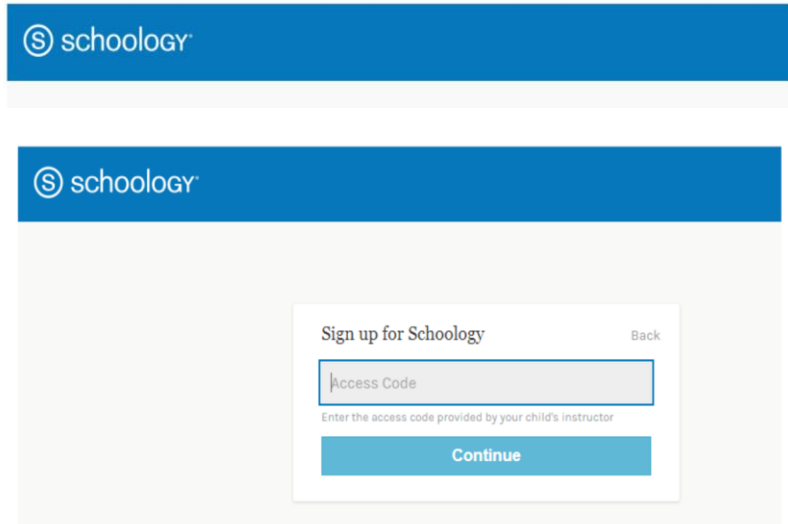 S schoology
S schoology
Sign up for Schoology
Back
Access Code
Enter the access code provided by your child's instructor
Continue